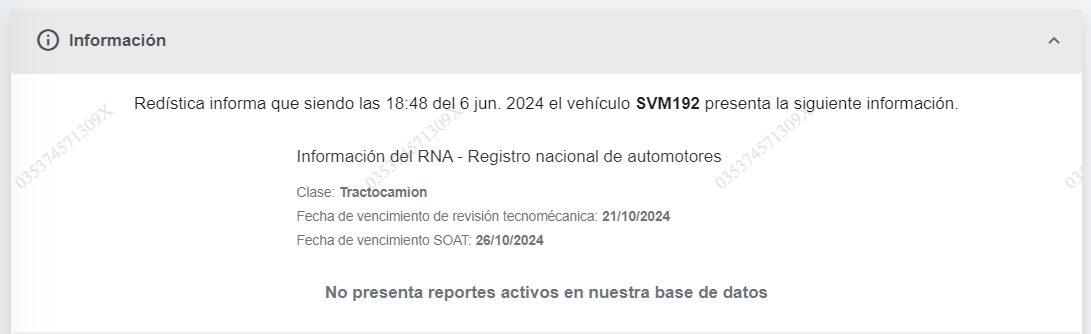 Información
Redística informa que siendo las 18:48 del 6 jun. 2024 el vehículo SVM192 presenta la siguiente información.
035374571309X
035374571309X
035374571309X
Información del RNA - Registro nacional de automotores
Clase: Tractocamion
Fecha de vencimiento de revisión tecnomécanica: 21/10/2024
Fecha de vencimiento SOAT: 26/10/2024
No presenta reportes activos en nuestra base de datos